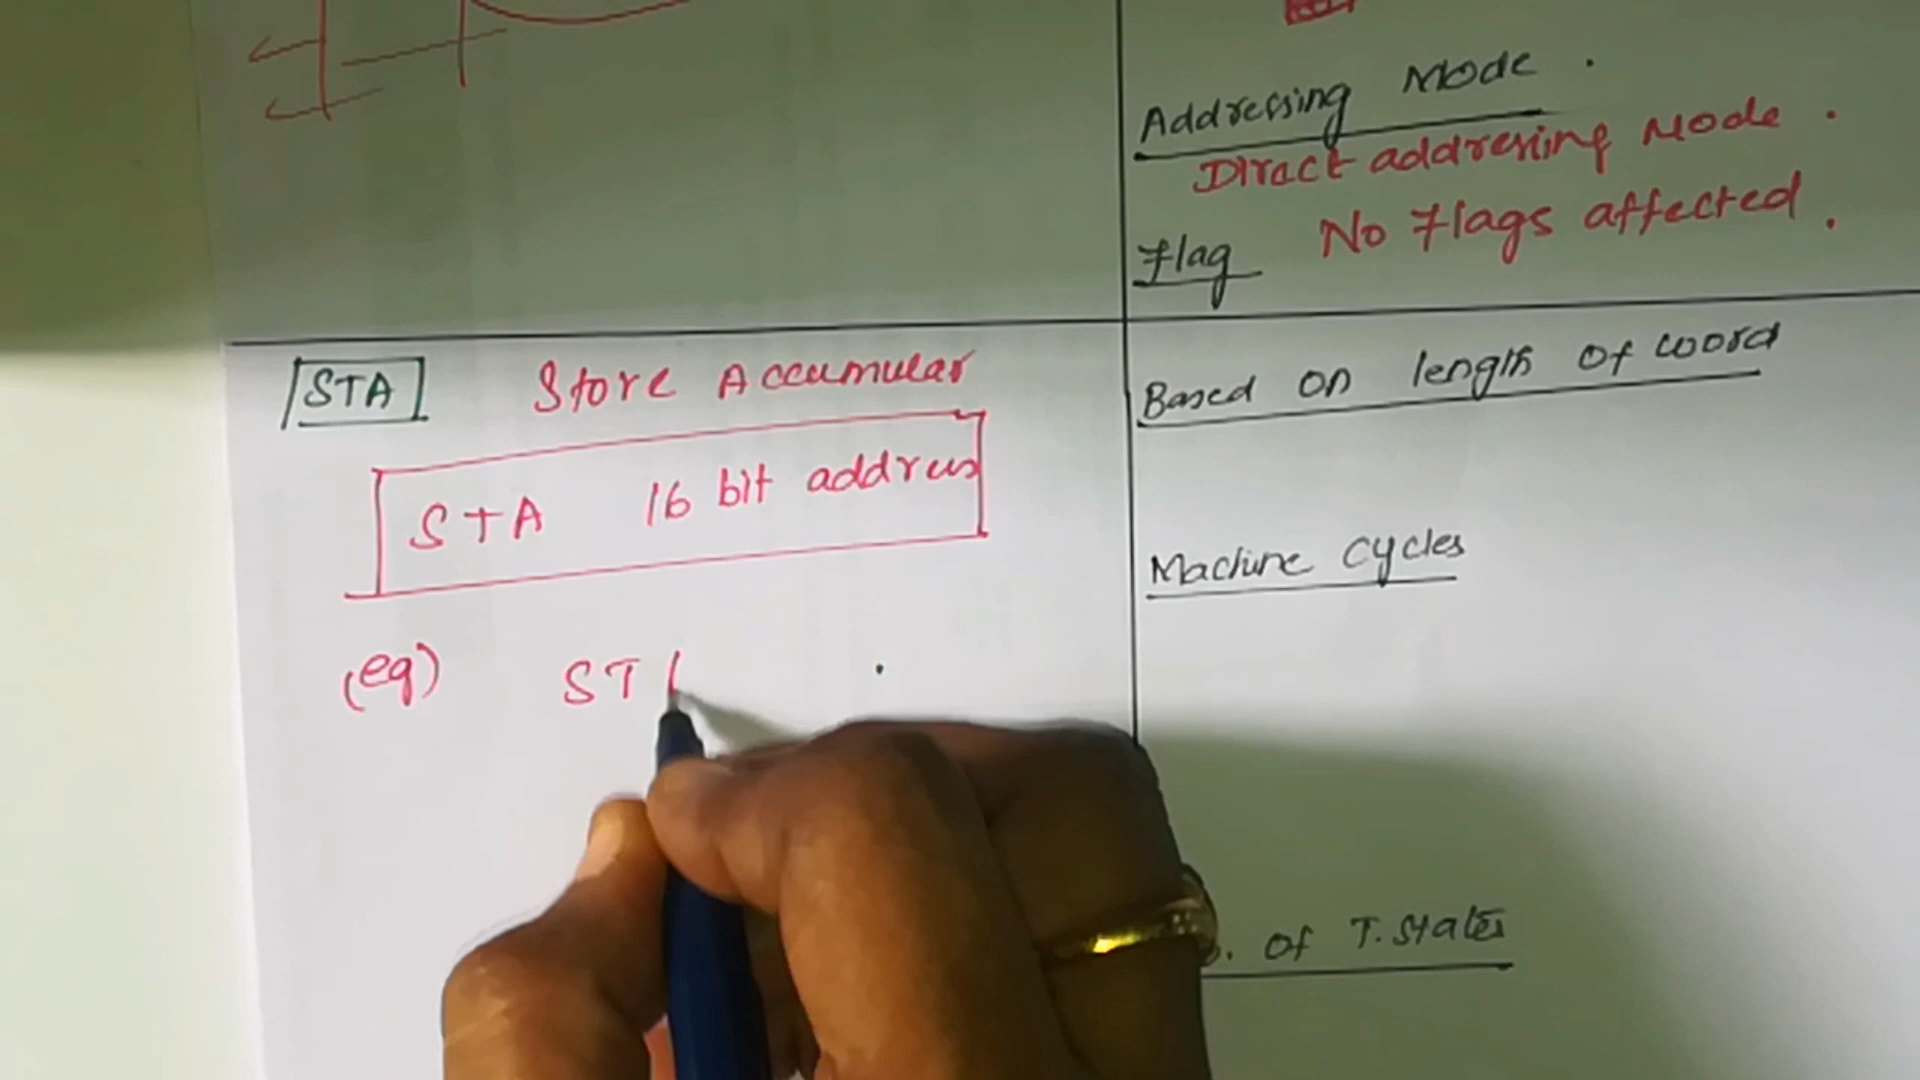 Addressing Mode.
Diract addressing Mode.
Flag No Flags affected.
STA Store Accumular
STA 16 bit address
(eg) ST
Based on length of word
Machine Cycles
. of T. States